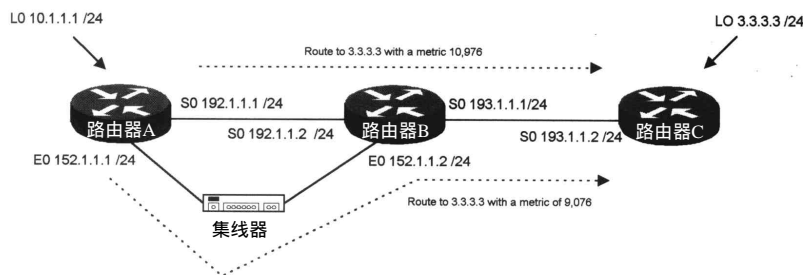 L0 10.1.1.1 /24
LO 3.3.3.3 /24
Route to 3.3.3.3 with a metric 10,976
S0 192.1.1.1 /24
S0 193.1.1.1/24
路由器A
路由器B
路由器C
S0 192.1.1.2 /24
S0 193.1.1.2 /24
E0 152.1.1.1 /24
E0 152.1.1.2 /24
Route to 3.3.3.3 with a metric of 9,076
集线器